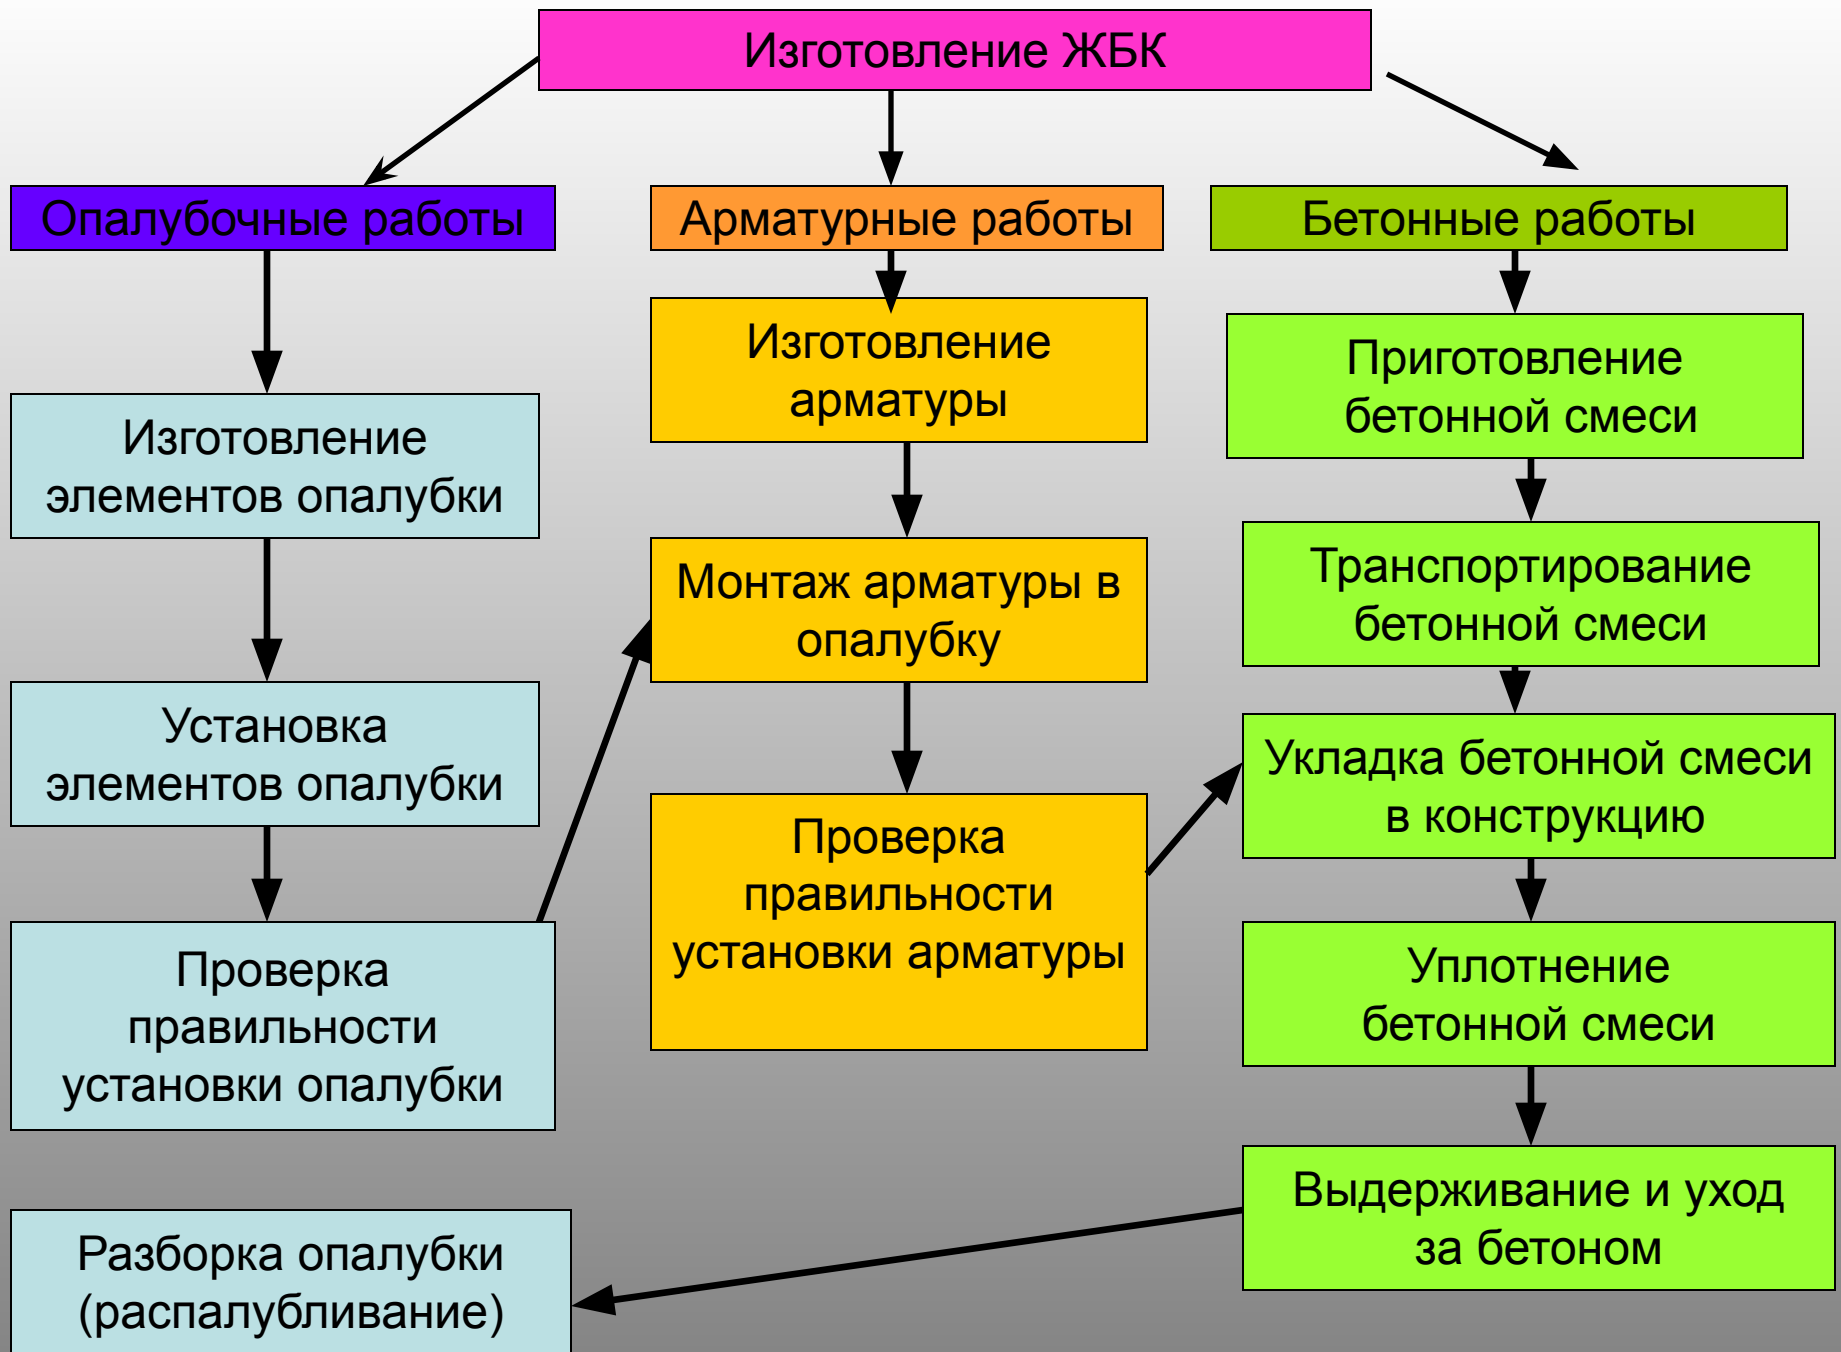 Изготовление ЖБК
Опалубочные работы
Арматурные работы
Бетонные работы
Изготовление
элементов опалубки
Установка
элементов опалубки
Проверка
правильности
установки опалубки
Изготовление
арматуры
Монтаж арматуры в
опалубку
Проверка
правильности
установки арматуры
Приготовление
бетонной смеси
Транспортирование
бетонной смеси
Укладка бетонной смеси
в конструкцию
Уплотнение
бетонной смеси
Выдерживание и уход
за бетоном
Разборка опалубки
(распалубливание)